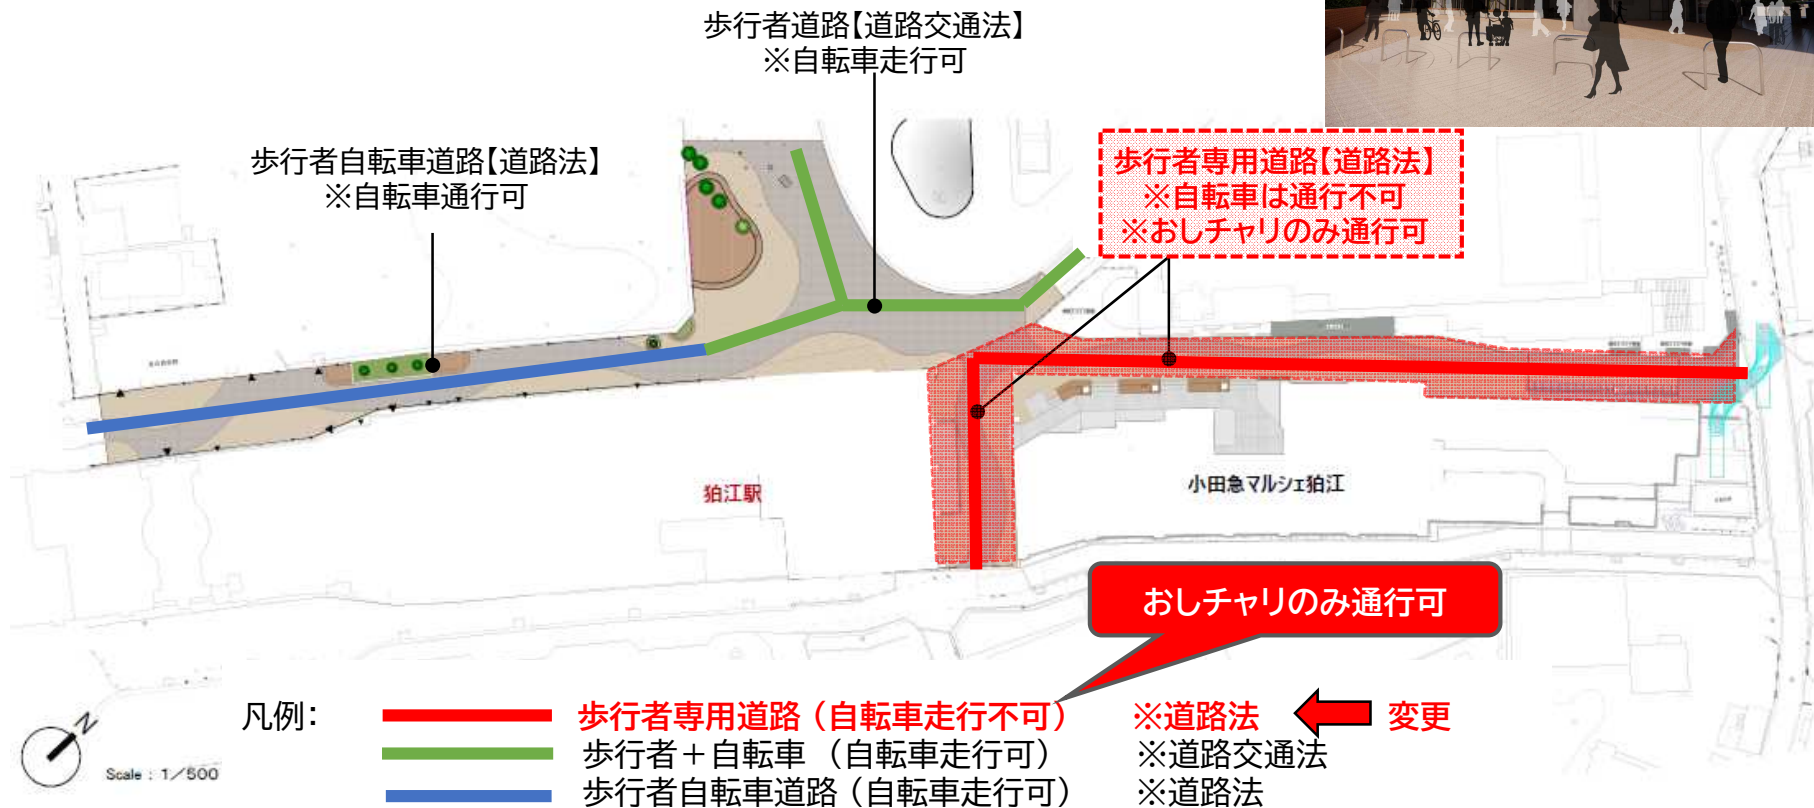 歩行者道路【道路交通法】
※自転車走行可
歩行者自転車道路【道路法】
※自転車通行可
歩行者専用道路【道路法】
※自転車は通行不可
※おしチャリのみ通行可
狛江駅
小田急マルシェ狛江
おしチャリのみ通行可
凡例：
歩行者専用道路（自転車走行不可） ※道路法 変更
歩行者＋自転車 （自転車走行可） ※道路交通法
歩行者自転車道路（自転車走行可） ※道路法
N
Scale : 1／500